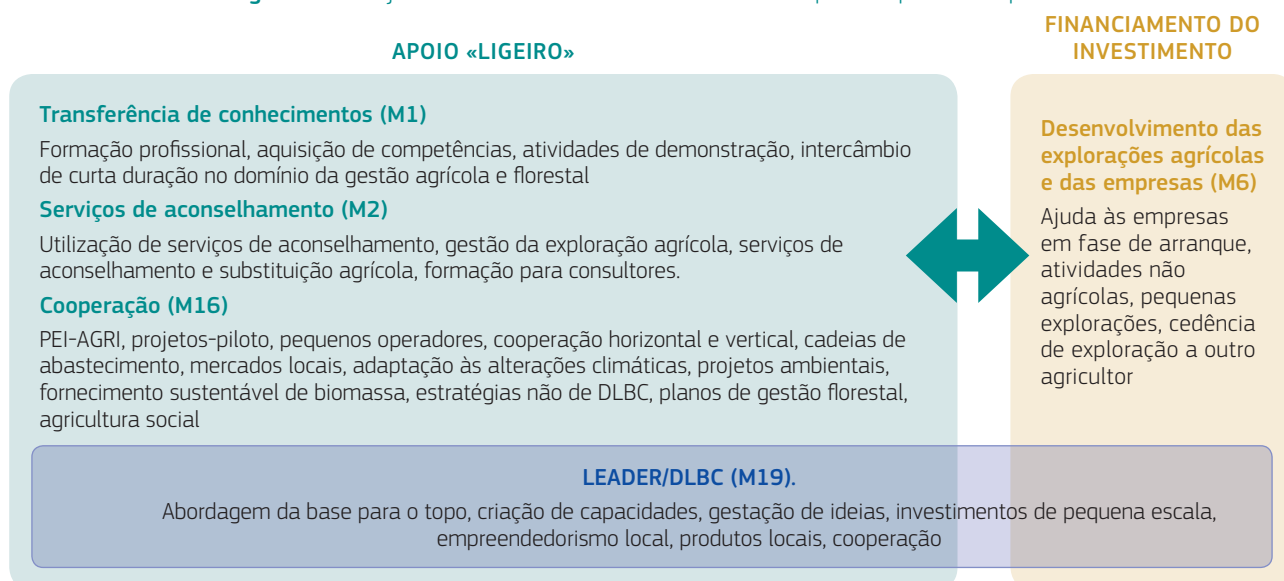 APOIO «LIGEIRO»
FINANCIAMENTO DO
INVESTIMENTO
Transferência de conhecimentos (M1)
Formação profissional, aquisição de competências, atividades de demonstração, intercâmbio
de curta duração no domínio da gestão agrícola e florestal
Serviços de aconselhamento (M2)
Utilização de serviços de aconselhamento, gestão da exploração agrícola, serviços de
aconselhamento e substituição agrícola, formação para consultores.
Cooperação (M16)
PEI-AGRI, projetos-piloto, pequenos operadores, cooperação horizontal e vertical, cadeias de
abastecimento, mercados locais, adaptação às alterações climáticas, projetos ambientais,
fornecimento sustentável de biomassa, estratégias não de DLBC, planos de gestão florestal,
agricultura social
Desenvolvimento das
explorações agrícolas
e das empresas (M6)
Ajuda às empresas
em fase de arranque,
atividades não
agrícolas, pequenas
explorações, cedência
de exploração a outro
agricultor
LEADER/DLBC (M19).
Abordagem da base para o topo, criação de capacidades, gestação de ideias, investimentos de pequena escala,
empreendedorismo local, produtos locais, cooperação